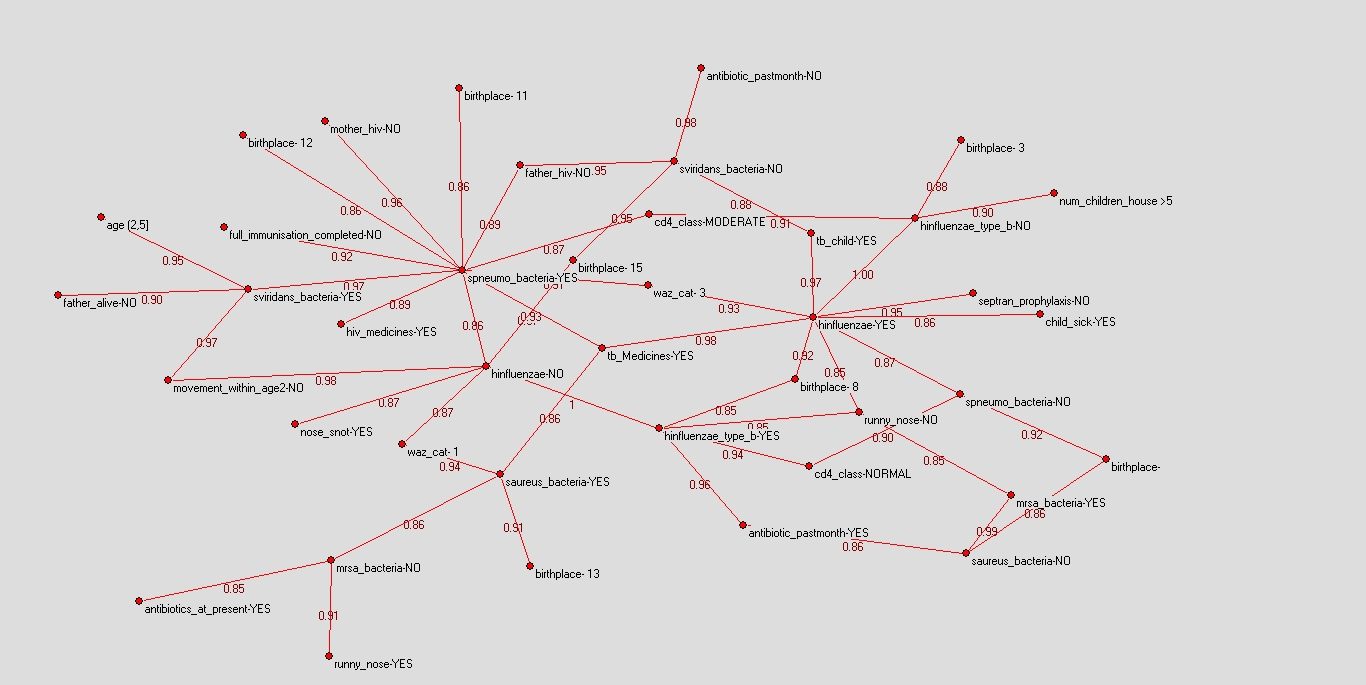 antibiotic_pastmonth-NO
birthplace- 11
0.98
mother_hiv-NO
birthplace- 12
birthplace- 3
sviridans_bacteria-NO
father_hiv-NO
.95
0.88
0.86
0.96
0.86
num_children_house >5
0.90
0.88
0.95
cd4_class-MODERATE
0.91
hinfluenzae_type_b-NO
age [2,5]
0.89
full_immunisation_completed-NO
tb_child-YES
0.92
0.87
0.95
birthplace- 15
spneumo_bacteria-YES
1.00
0.97
0.97
sviridans_bacteria-YES
waz_cat- 3
father_alive-NO
0.90
septran_prophylaxis-NO
0.89
0.93
0.93
0.95
0.86
child_sick-YES
hinfluenzae-YES
hiv_medicines-YES
0.86
0.97
0.98
tb_Medicines-YES
0.92
0.87
0.85
hinfluenzae-NO
0.98
movement_within_age2-NO
birthplace- 8
0.87
0.87
1
0.85
spneumo_bacteria-NO
0.86
runny_nose-NO
0.85
nose_snot-YES
hinfluenzae_type_b-YES
0.90
0.92
waz_cat- 1
0.94
0.94
0.85
birthplace-
cd4_class-NORMAL
saureus_bacteria-YES
0.96
mrsa_bacteria-YES
0.86
0.86
0.91
0.99
antibiotic_pastmonth-YES
0.86
saureus_bacteria-NO
mrsa_bacteria-NO
birthplace- 13
0.85
antibiotics_at_present-YES
0.91
runny_nose-YES